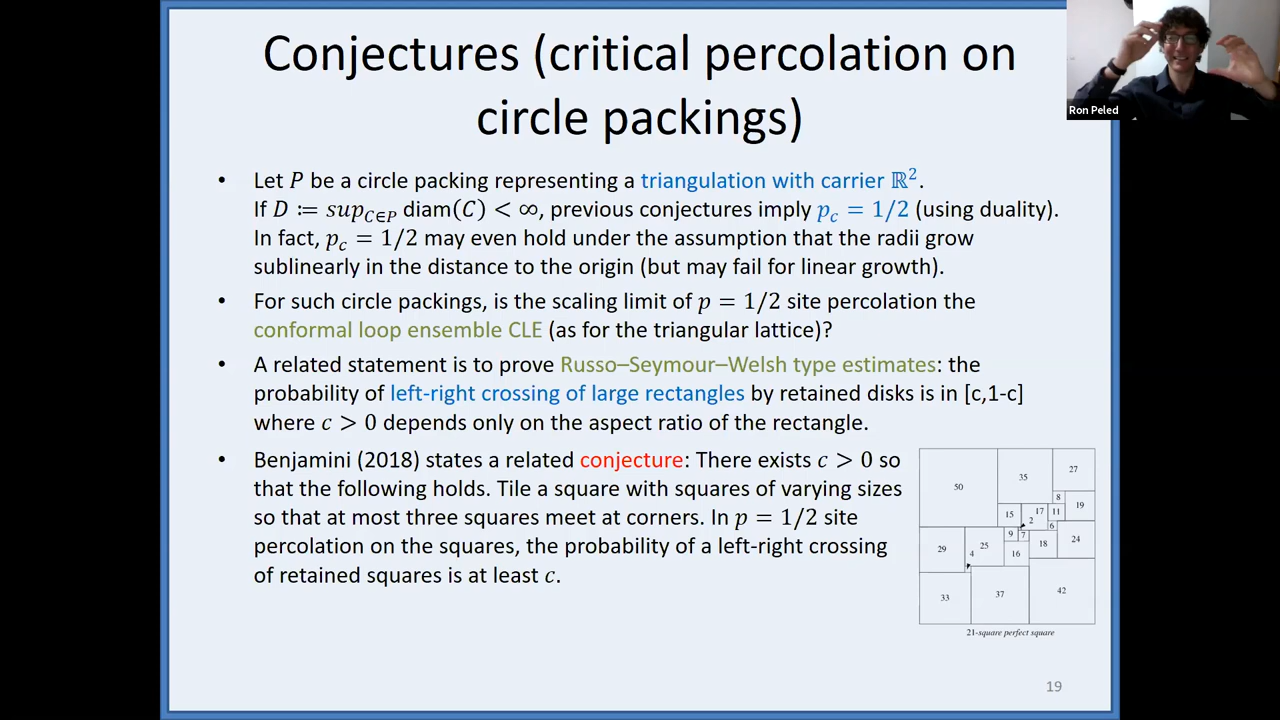 Conjectures (critical percolation on
circle packings)
Ron Peled
• Let P be a circle packing representing a triangulation with carrier ℝ².
If D ≔ sup_{C∈P} diam(C) < ∞, previous conjectures imply p_c = 1/2 (using duality).
In fact, p_c = 1/2 may even hold under the assumption that the radii grow
sublinearly in the distance to the origin (but may fail for linear growth).
• For such circle packings, is the scaling limit of p = 1/2 site percolation the
conformal loop ensemble CLE (as for the triangular lattice)?
• A related statement is to prove Russo–Seymour–Welsh type estimates: the
probability of left-right crossing of large rectangles by retained disks is in [c,1-c]
where c > 0 depends only on the aspect ratio of the rectangle.
• Benjamini (2018) states a related conjecture: There exists c > 0 so
that the following holds. Tile a square with squares of varying sizes
so that at most three squares meet at corners. In p = 1/2 site
percolation on the squares, the probability of a left-right crossing
of retained squares is at least c.
50 35 27
8
15 17 11 19
2
6
9 7
29 25 18 24
4 16
33 37 42
21-square perfect square
19